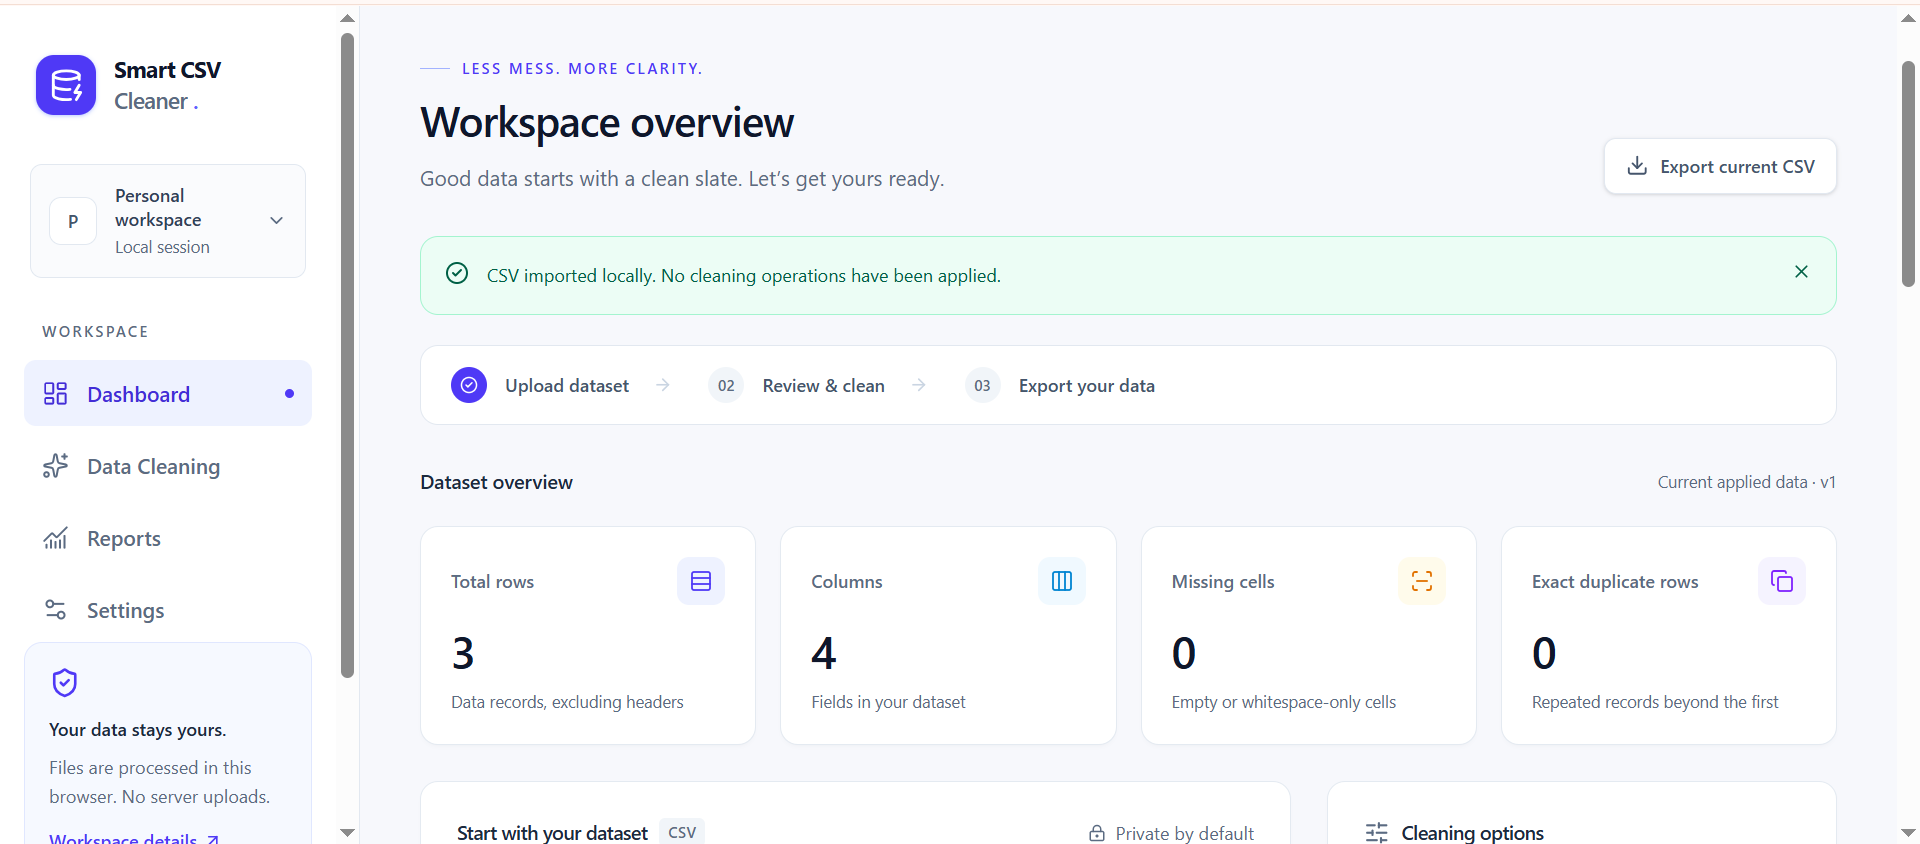 Smart CSV
Cleaner .
P
Personal
workspace
Local session
WORKSPACE
Dashboard
Data Cleaning
Reports
Settings
Your data stays yours.
Files are processed in this
browser. No server uploads.
Workspace details
LESS MESS. MORE CLARITY.
Workspace overview
Good data starts with a clean slate. Let’s get yours ready.
Export current CSV
CSV imported locally. No cleaning operations have been applied.
Upload dataset
02 Review & clean
03 Export your data
Dataset overview
Current applied data · v1
Total rows
3
Data records, excluding headers
Columns
4
Fields in your dataset
Missing cells
0
Empty or whitespace-only cells
Exact duplicate rows
0
Repeated records beyond the first
Start with your dataset CSV
Private by default
Cleaning options